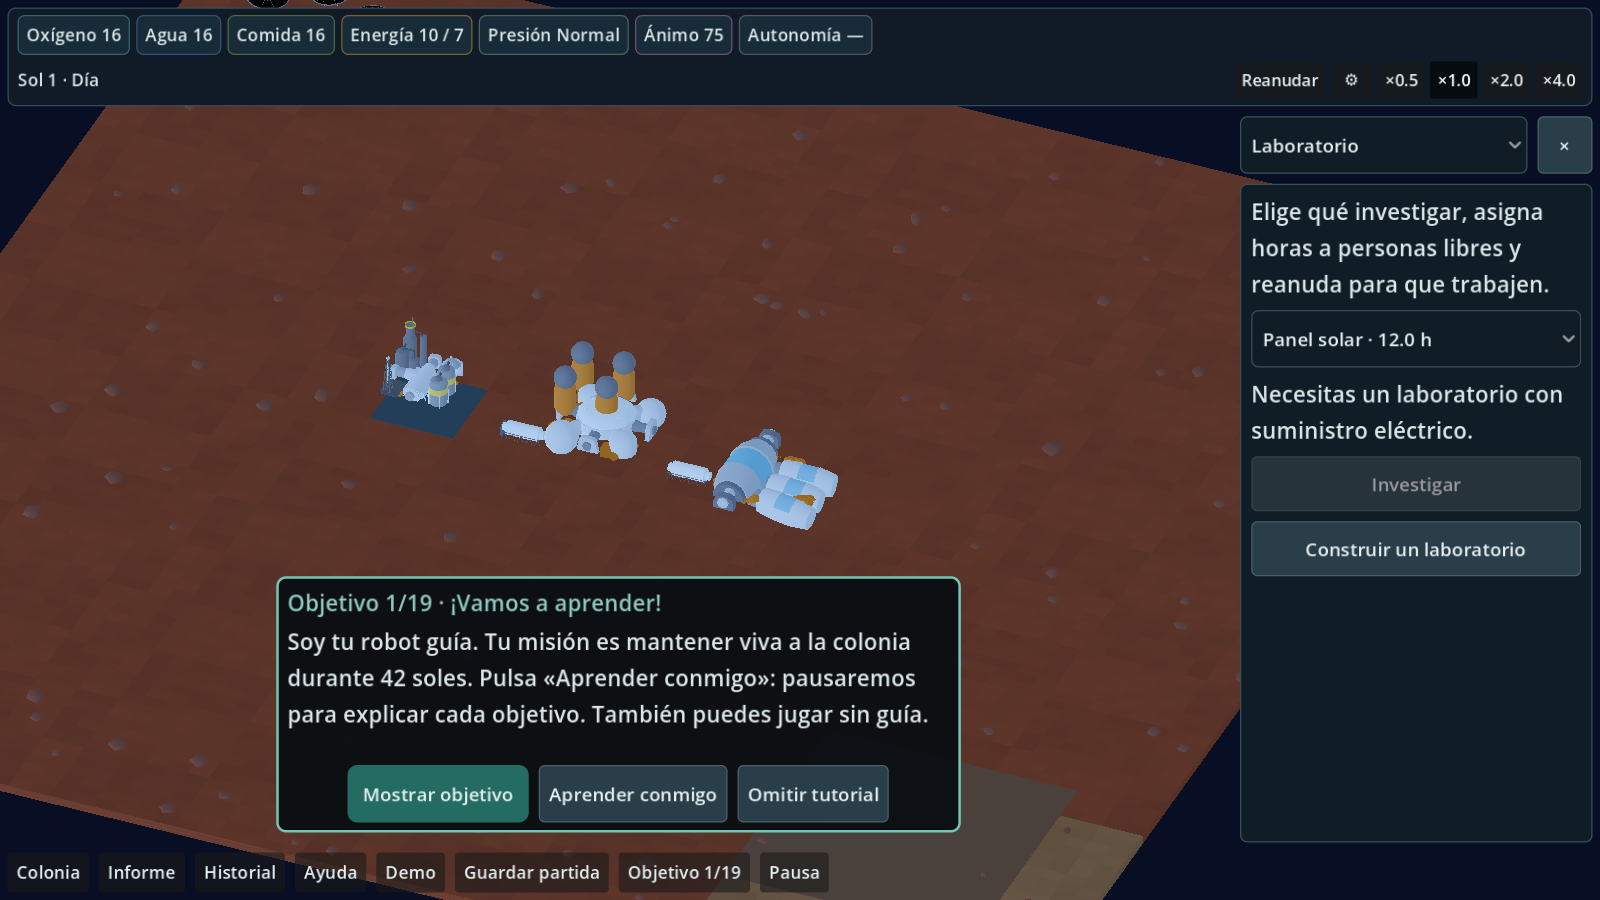 Oxígeno 16 Agua 16 Comida 16 Energía 10 / 7 Presión Normal Ánimo 75 Autonomía —
Sol 1 · Día
Reanudar ⚙ ×0.5 ×1.0 ×2.0 ×4.0
Laboratorio ×
Elige qué investigar, asigna
horas a personas libres y
reanuda para que trabajen.
Panel solar · 12.0 h
Necesitas un laboratorio con
suministro eléctrico.
Investigar
Construir un laboratorio
Objetivo 1/19 · ¡Vamos a aprender!
Soy tu robot guía. Tu misión es mantener viva a la colonia
durante 42 soles. Pulsa «Aprender conmigo»: pausaremos
para explicar cada objetivo. También puedes jugar sin guía.
Mostrar objetivo Aprender conmigo Omitir tutorial
Colonia Informe Historial Ayuda Demo Guardar partida Objetivo 1/19 Pausa